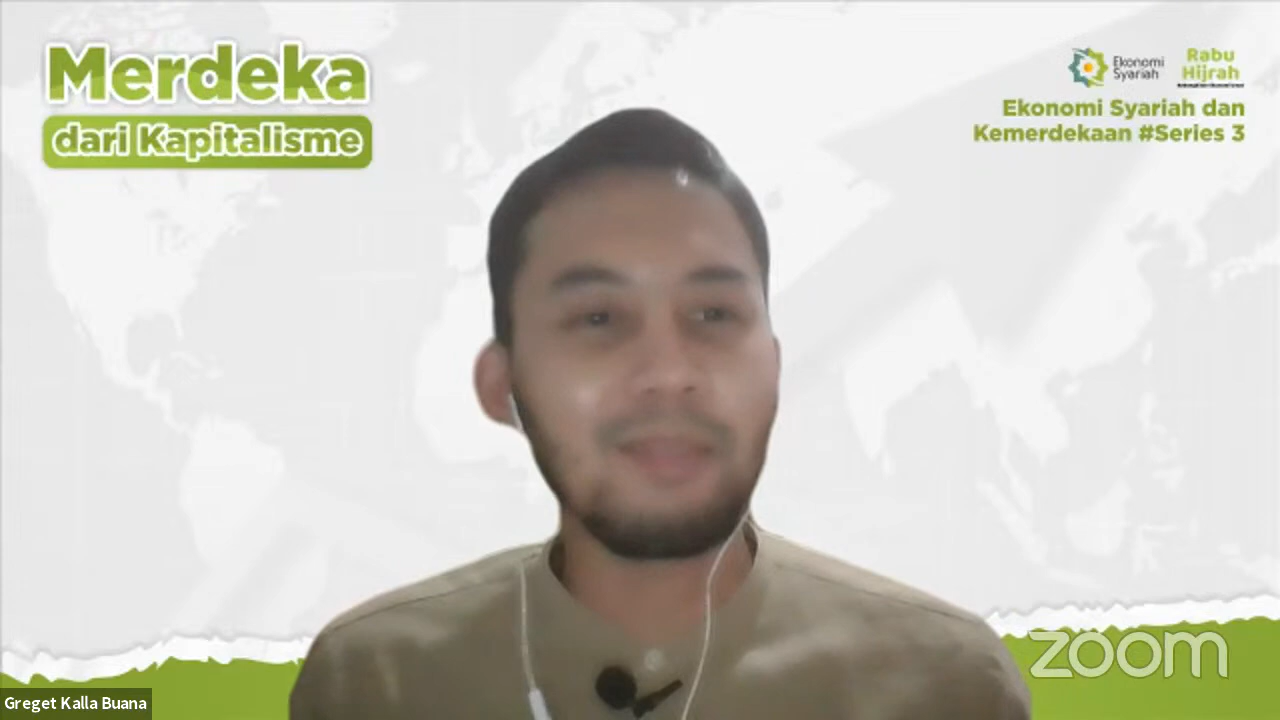 Merdeka
dari Kapitalisme
Ekonomi
Syariah
Rabu
Hijrah
Ekonomi Syariah dan
Kemerdekaan #Series 3
zoom
Greget Kalla Buana